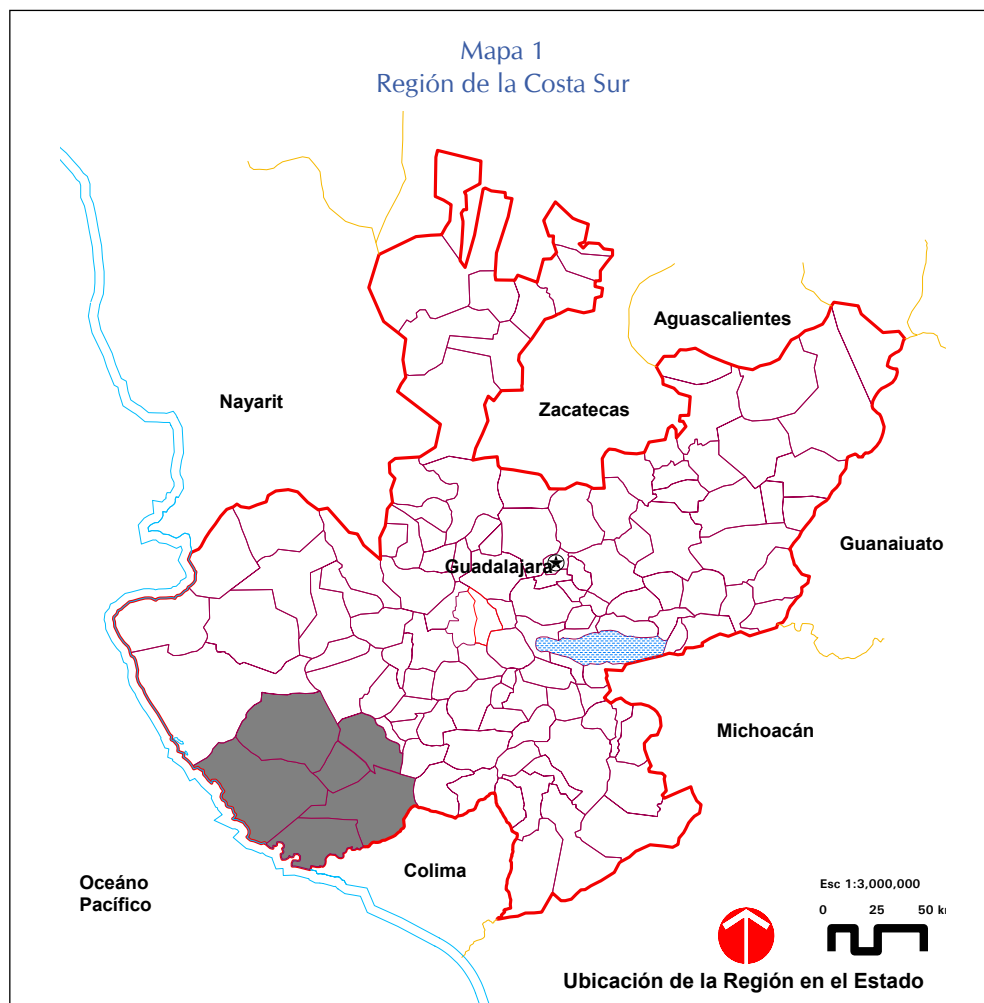 Mapa 1
Región de la Costa Sur
Aguascalientes
Nayarit
Zacatecas
Guanaiuato
Guadalajara
Michoacán
Colima
Oceáno
Pacífico
Esc 1:3,000,000
0 25 50 k
Ubicación de la Región en el Estado